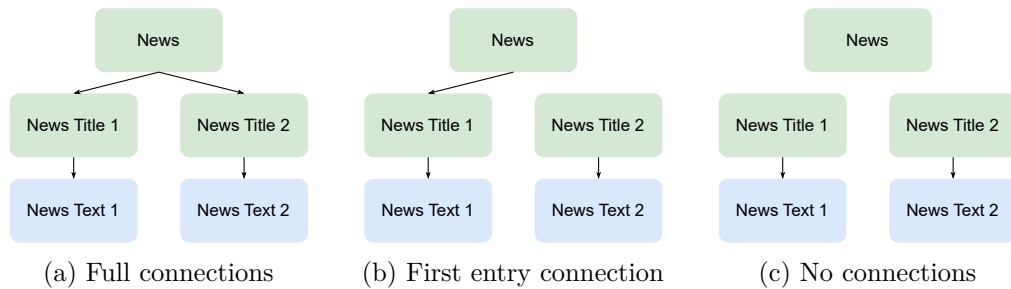 News
News Title 1
News Title 2
News Text 1
News Text 2
(a) Full connections
News
News Title 1
News Title 2
News Text 1
News Text 2
(b) First entry connection
News
News Title 1
News Title 2
News Text 1
News Text 2
(c) No connections